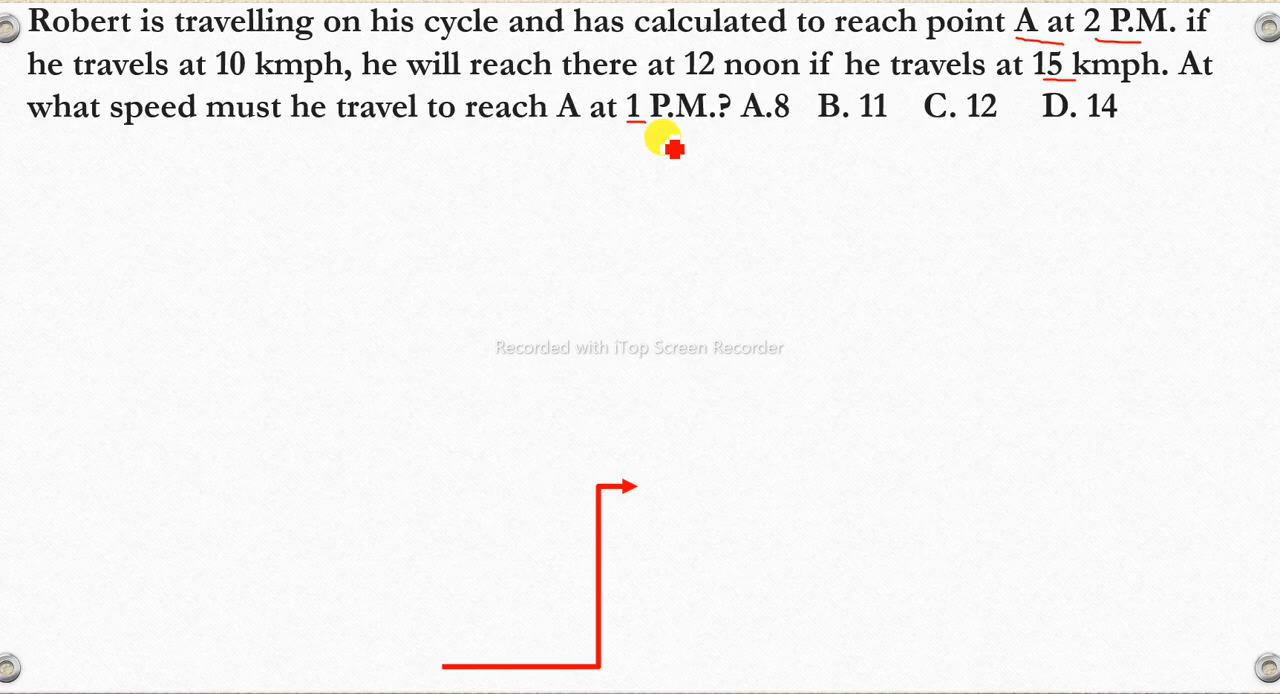 Robert is travelling on his cycle and has calculated to reach point A at 2 P.M. if
he travels at 10 kmph, he will reach there at 12 noon if he travels at 15 kmph. At
what speed must he travel to reach A at 1 P.M.? A.8 B. 11 C. 12 D. 14
Recorded with iTop Screen Recorder